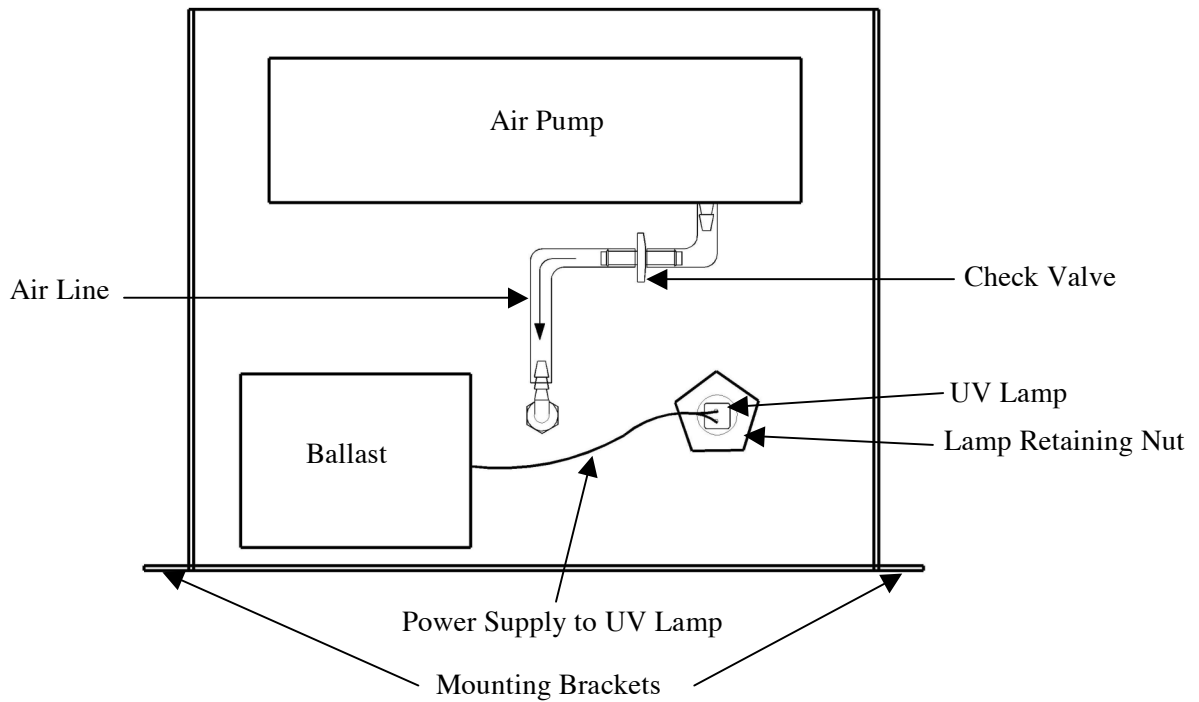 Air Pump
Air Line
Check Valve
UV Lamp
Lamp Retaining Nut
Ballast
Power Supply to UV Lamp
Mounting Brackets